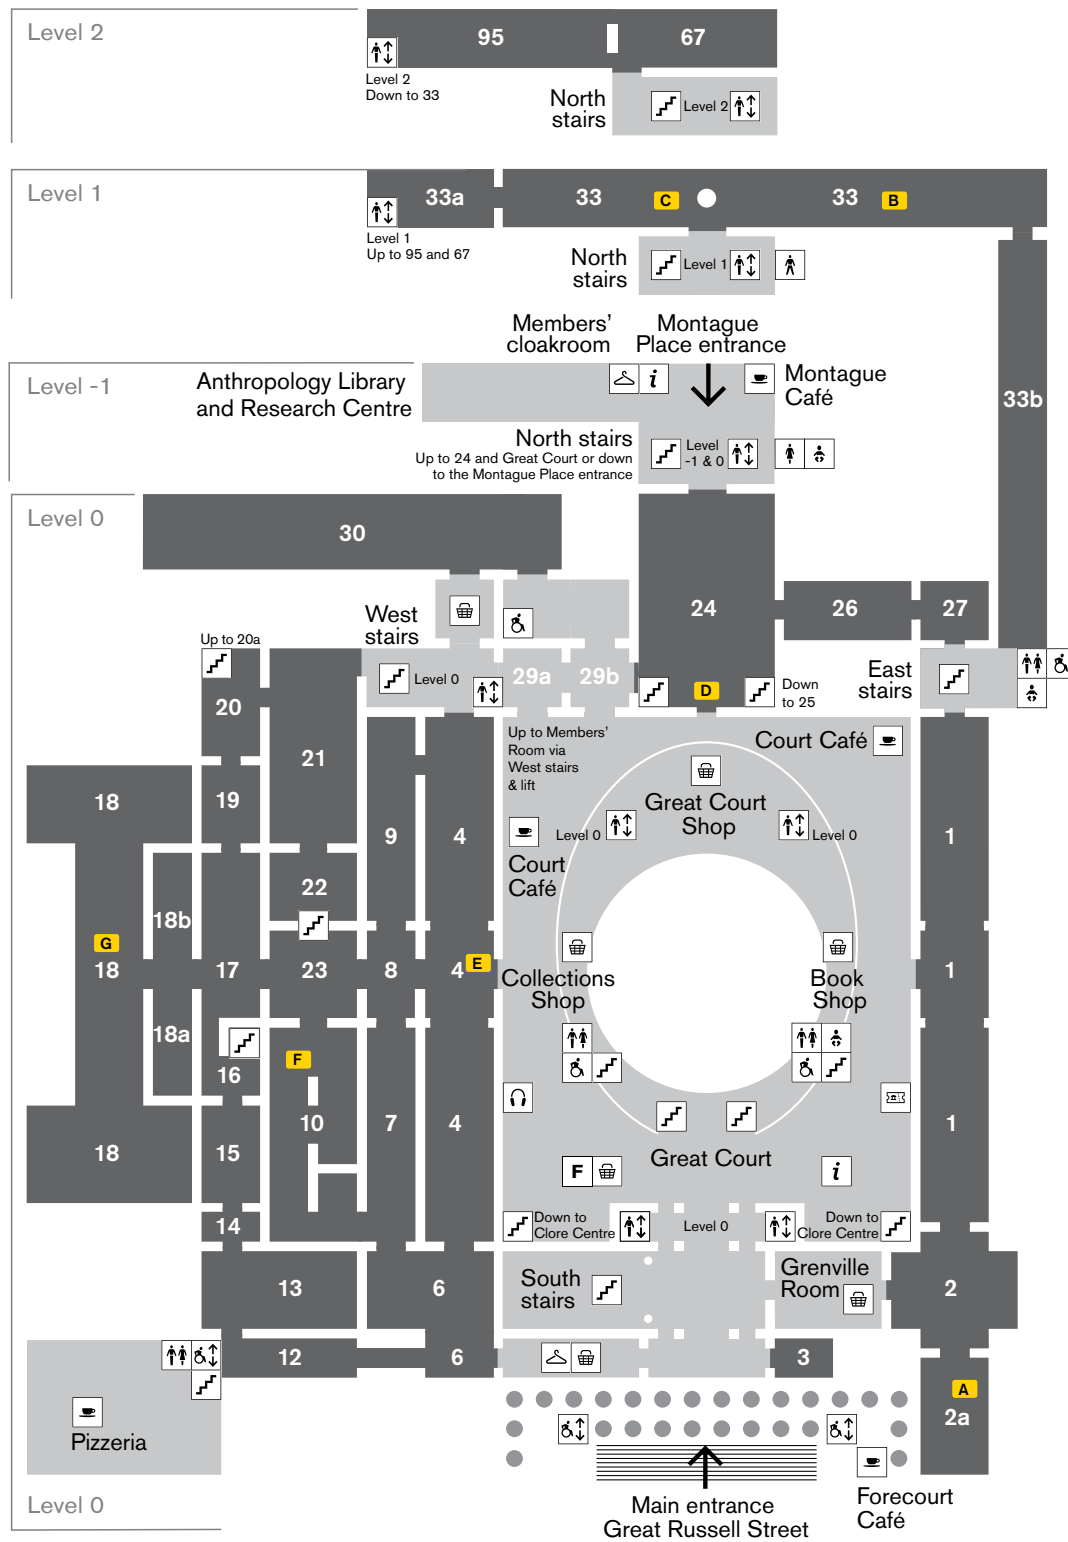 Level 2
95
67
Level 2
Down to 33
North
stairs
Level 2
Level 1
33a
33
C
33
B
Level 1
Up to 95 and 67
North
stairs
Level 1
Members'
cloakroom
Montague
Place entrance
Level -1
Anthropology Library
and Research Centre
i
Montague
Café
33b
North stairs
Up to 24 and Great Court or down
to the Montague Place entrance
Level
-1 & 0
Level 0
30
24
26
27
West
stairs
Up to 20a
Level 0
29a
29b
D
Down
to 25
East
stairs
20
21
Up to Members'
Room via
West stairs
& lift
Court Café
18
19
9
4
Great Court
Shop
Level 0
Level 0
1
Court
Café
22
18b
G
18
17
23
8
4
E
Collections
Shop
Book
Shop
1
18a
16
F
10
7
4
1
18
15
Great Court
F
i
14
Down to
Clore Centre
Level 0
Down to
Clore Centre
13
6
South
stairs
Grenville
Room
2
12
6
3
A
2a
Pizzeria
Level 0
Main entrance
Great Russell Street
Forecourt
Café